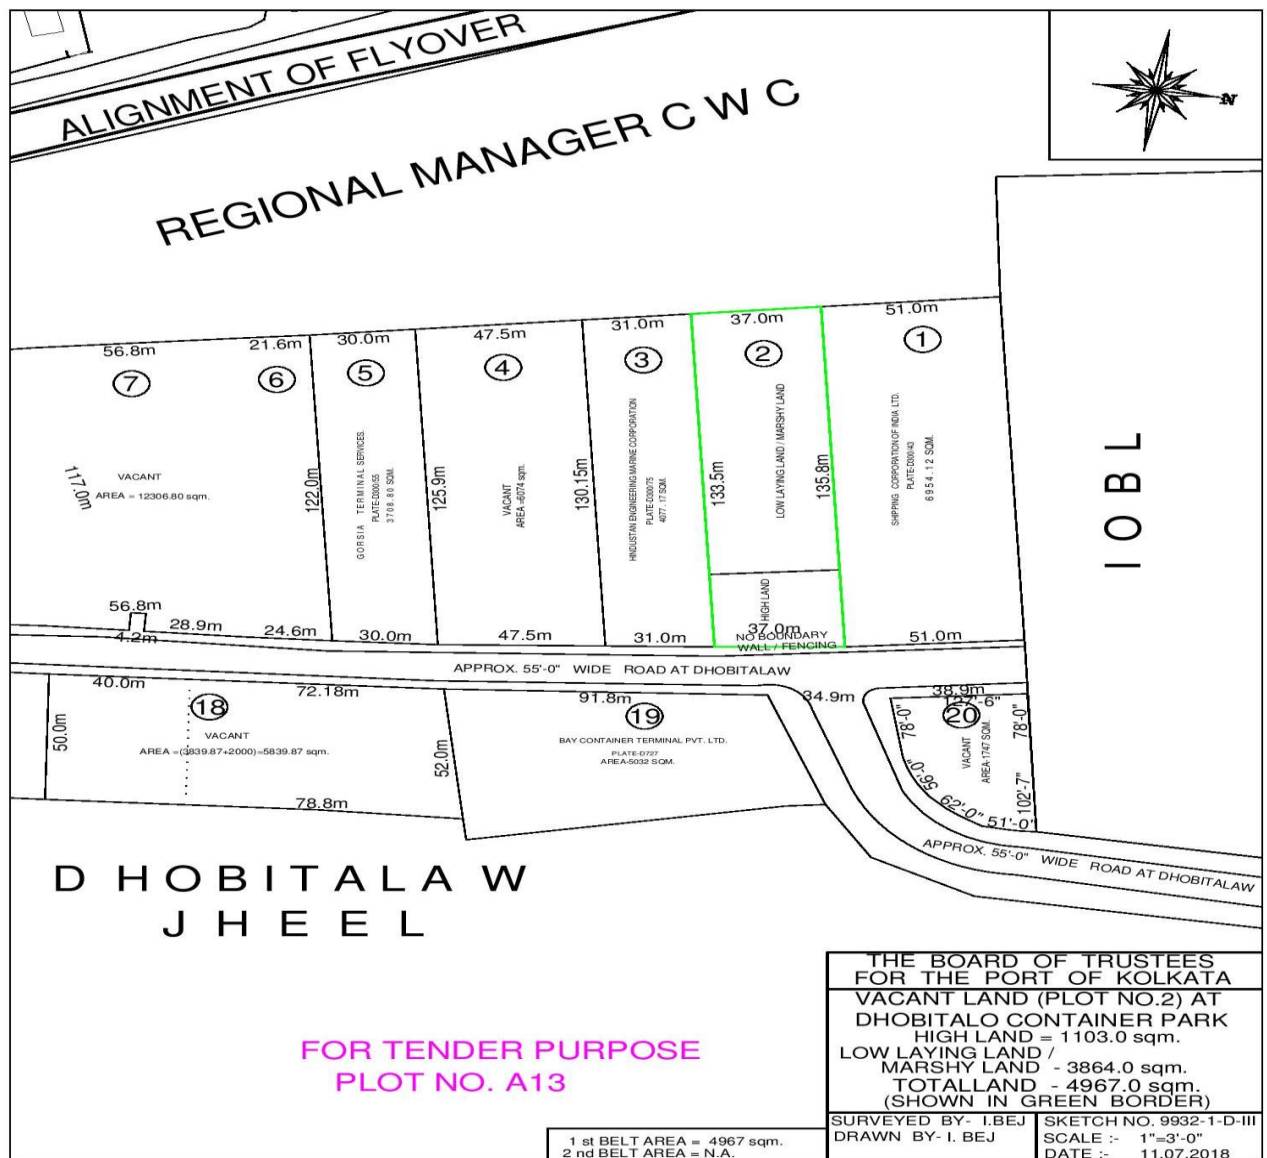 ALIGNMENT OF FLYOVER
N
REGIONAL MANAGER C W C
56.8m
21.6m
30.0m
47.5m
31.0m
37.0m
51.0m
7
6
5
4
3
2
1
117.0m
VACANT
AREA = 12306.80 sqm.
122.0m
GORSIA TERMINAL SERVICES.
PLATE-D300/55
3708.80 SQM.
125.9m
VACANT
AREA =6074 sqm.
130.15m
HINDUSTAN ENGINEERING MARINE CORPORATION
PLATE-D300/75
4077.17 SQM.
133.5m
LOW LAYING LAND / MARSHY LAND
135.8m
HIGH LAND
SHIPPING CORPORATION OF INDIA LTD.
PLATE-D300/43
6954.12 SQM.
I O B L
56.8m
4.2m
28.9m
24.6m
30.0m
47.5m
31.0m
37.0m
NO BOUNDARY
WALL / FENCING
51.0m
APPROX. 55'-0" WIDE ROAD AT DHOBITALAW
40.0m
72.18m
91.8m
34.9m
38.9m
127'-6"
50.0m
18
VACANT
AREA =(3839.87+2000)=5839.87 sqm.
78.8m
52.0m
19
BAY CONTAINER TERMINAL PVT. LTD.
PLATE-D727
AREA-5032 SQM.
20
VACANT
AREA-1747 SQM.
78'-0"
78'-0"
56'-0"
62'-0"
51'-0"
102'-7"
APPROX. 55'-0" WIDE ROAD AT DHOBITALAW
D HOBITALA W
J H E E L
FOR TENDER PURPOSE
PLOT NO. A13
1 st BELT AREA = 4967 sqm.
2 nd BELT AREA = N.A.
THE BOARD OF TRUSTEES
FOR THE PORT OF KOLKATA
VACANT LAND (PLOT NO.2) AT
DHOBITALO CONTAINER PARK
HIGH LAND = 1103.0 sqm.
LOW LAYING LAND /
MARSHY LAND - 3864.0 sqm.
TOTALLAND - 4967.0 sqm.
(SHOWN IN GREEN BORDER)
SURVEYED BY- I.BEJ
DRAWN BY- I. BEJ
SKETCH NO. 9932-1-D-III
SCALE :- 1"=3'-0"
DATE :- 11.07.2018